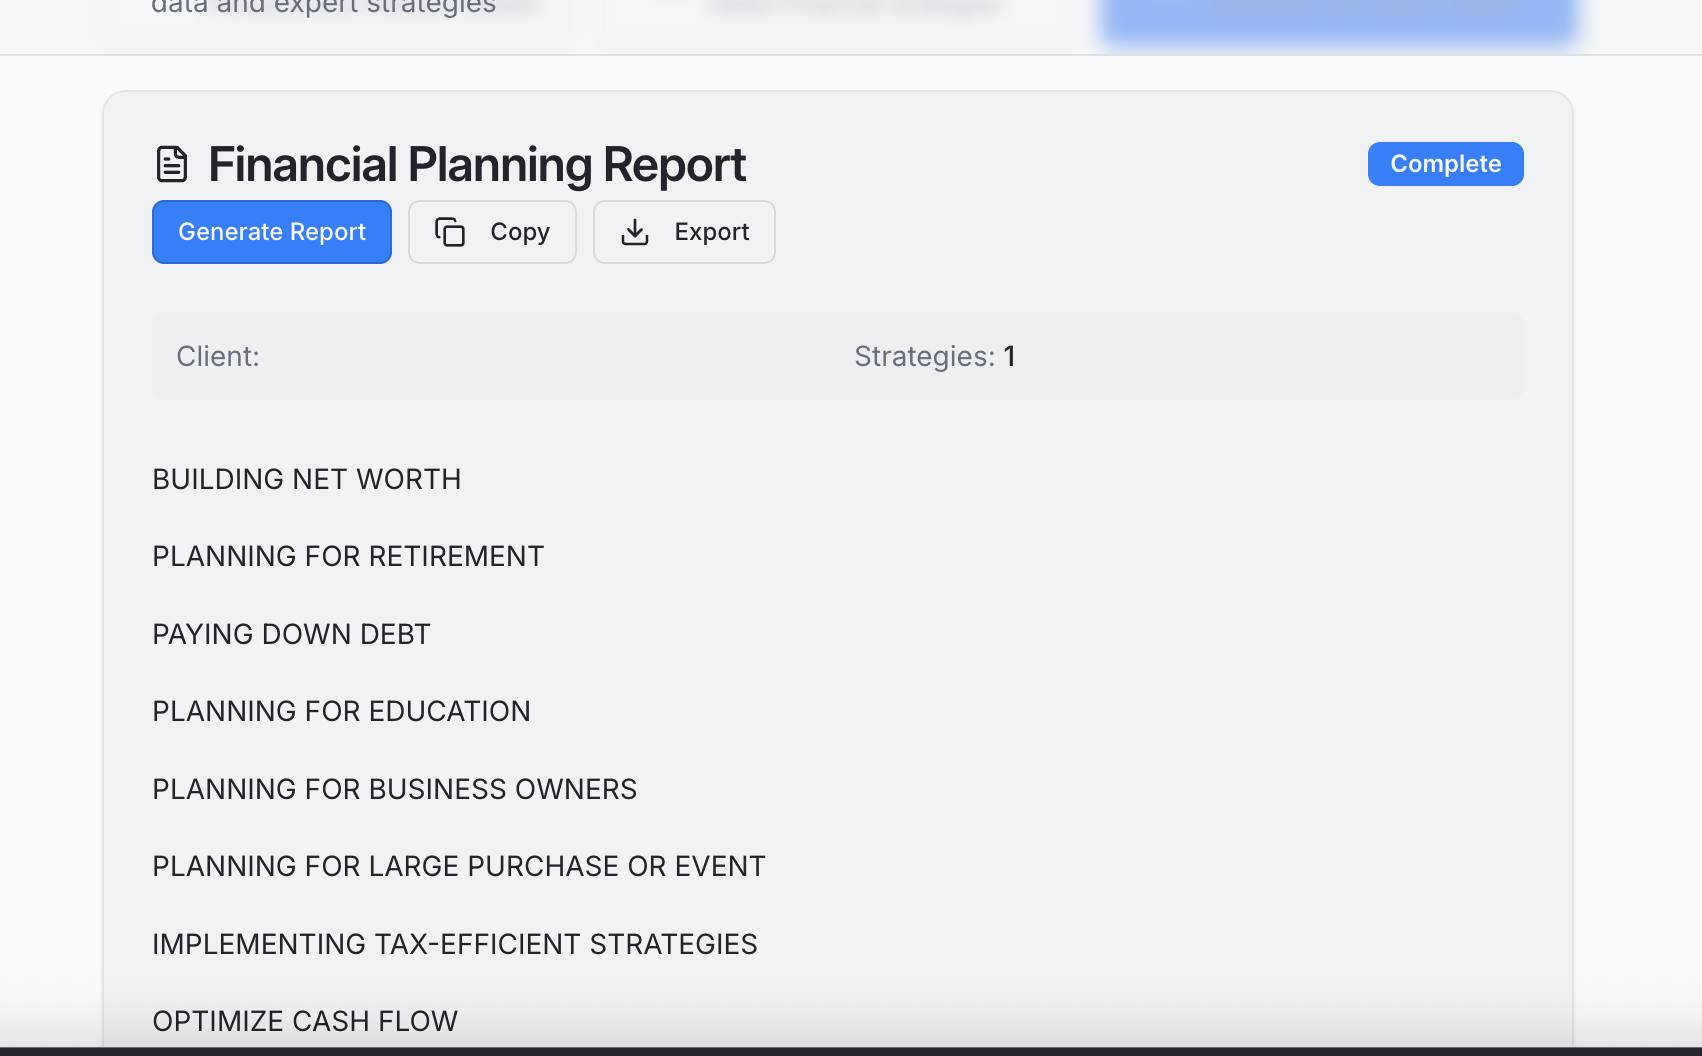 data and expert strategies
Financial Planning Report
Complete
Generate Report
Copy
Export
Client:
Strategies: 1
BUILDING NET WORTH
PLANNING FOR RETIREMENT
PAYING DOWN DEBT
PLANNING FOR EDUCATION
PLANNING FOR BUSINESS OWNERS
PLANNING FOR LARGE PURCHASE OR EVENT
IMPLEMENTING TAX-EFFICIENT STRATEGIES
OPTIMIZE CASH FLOW